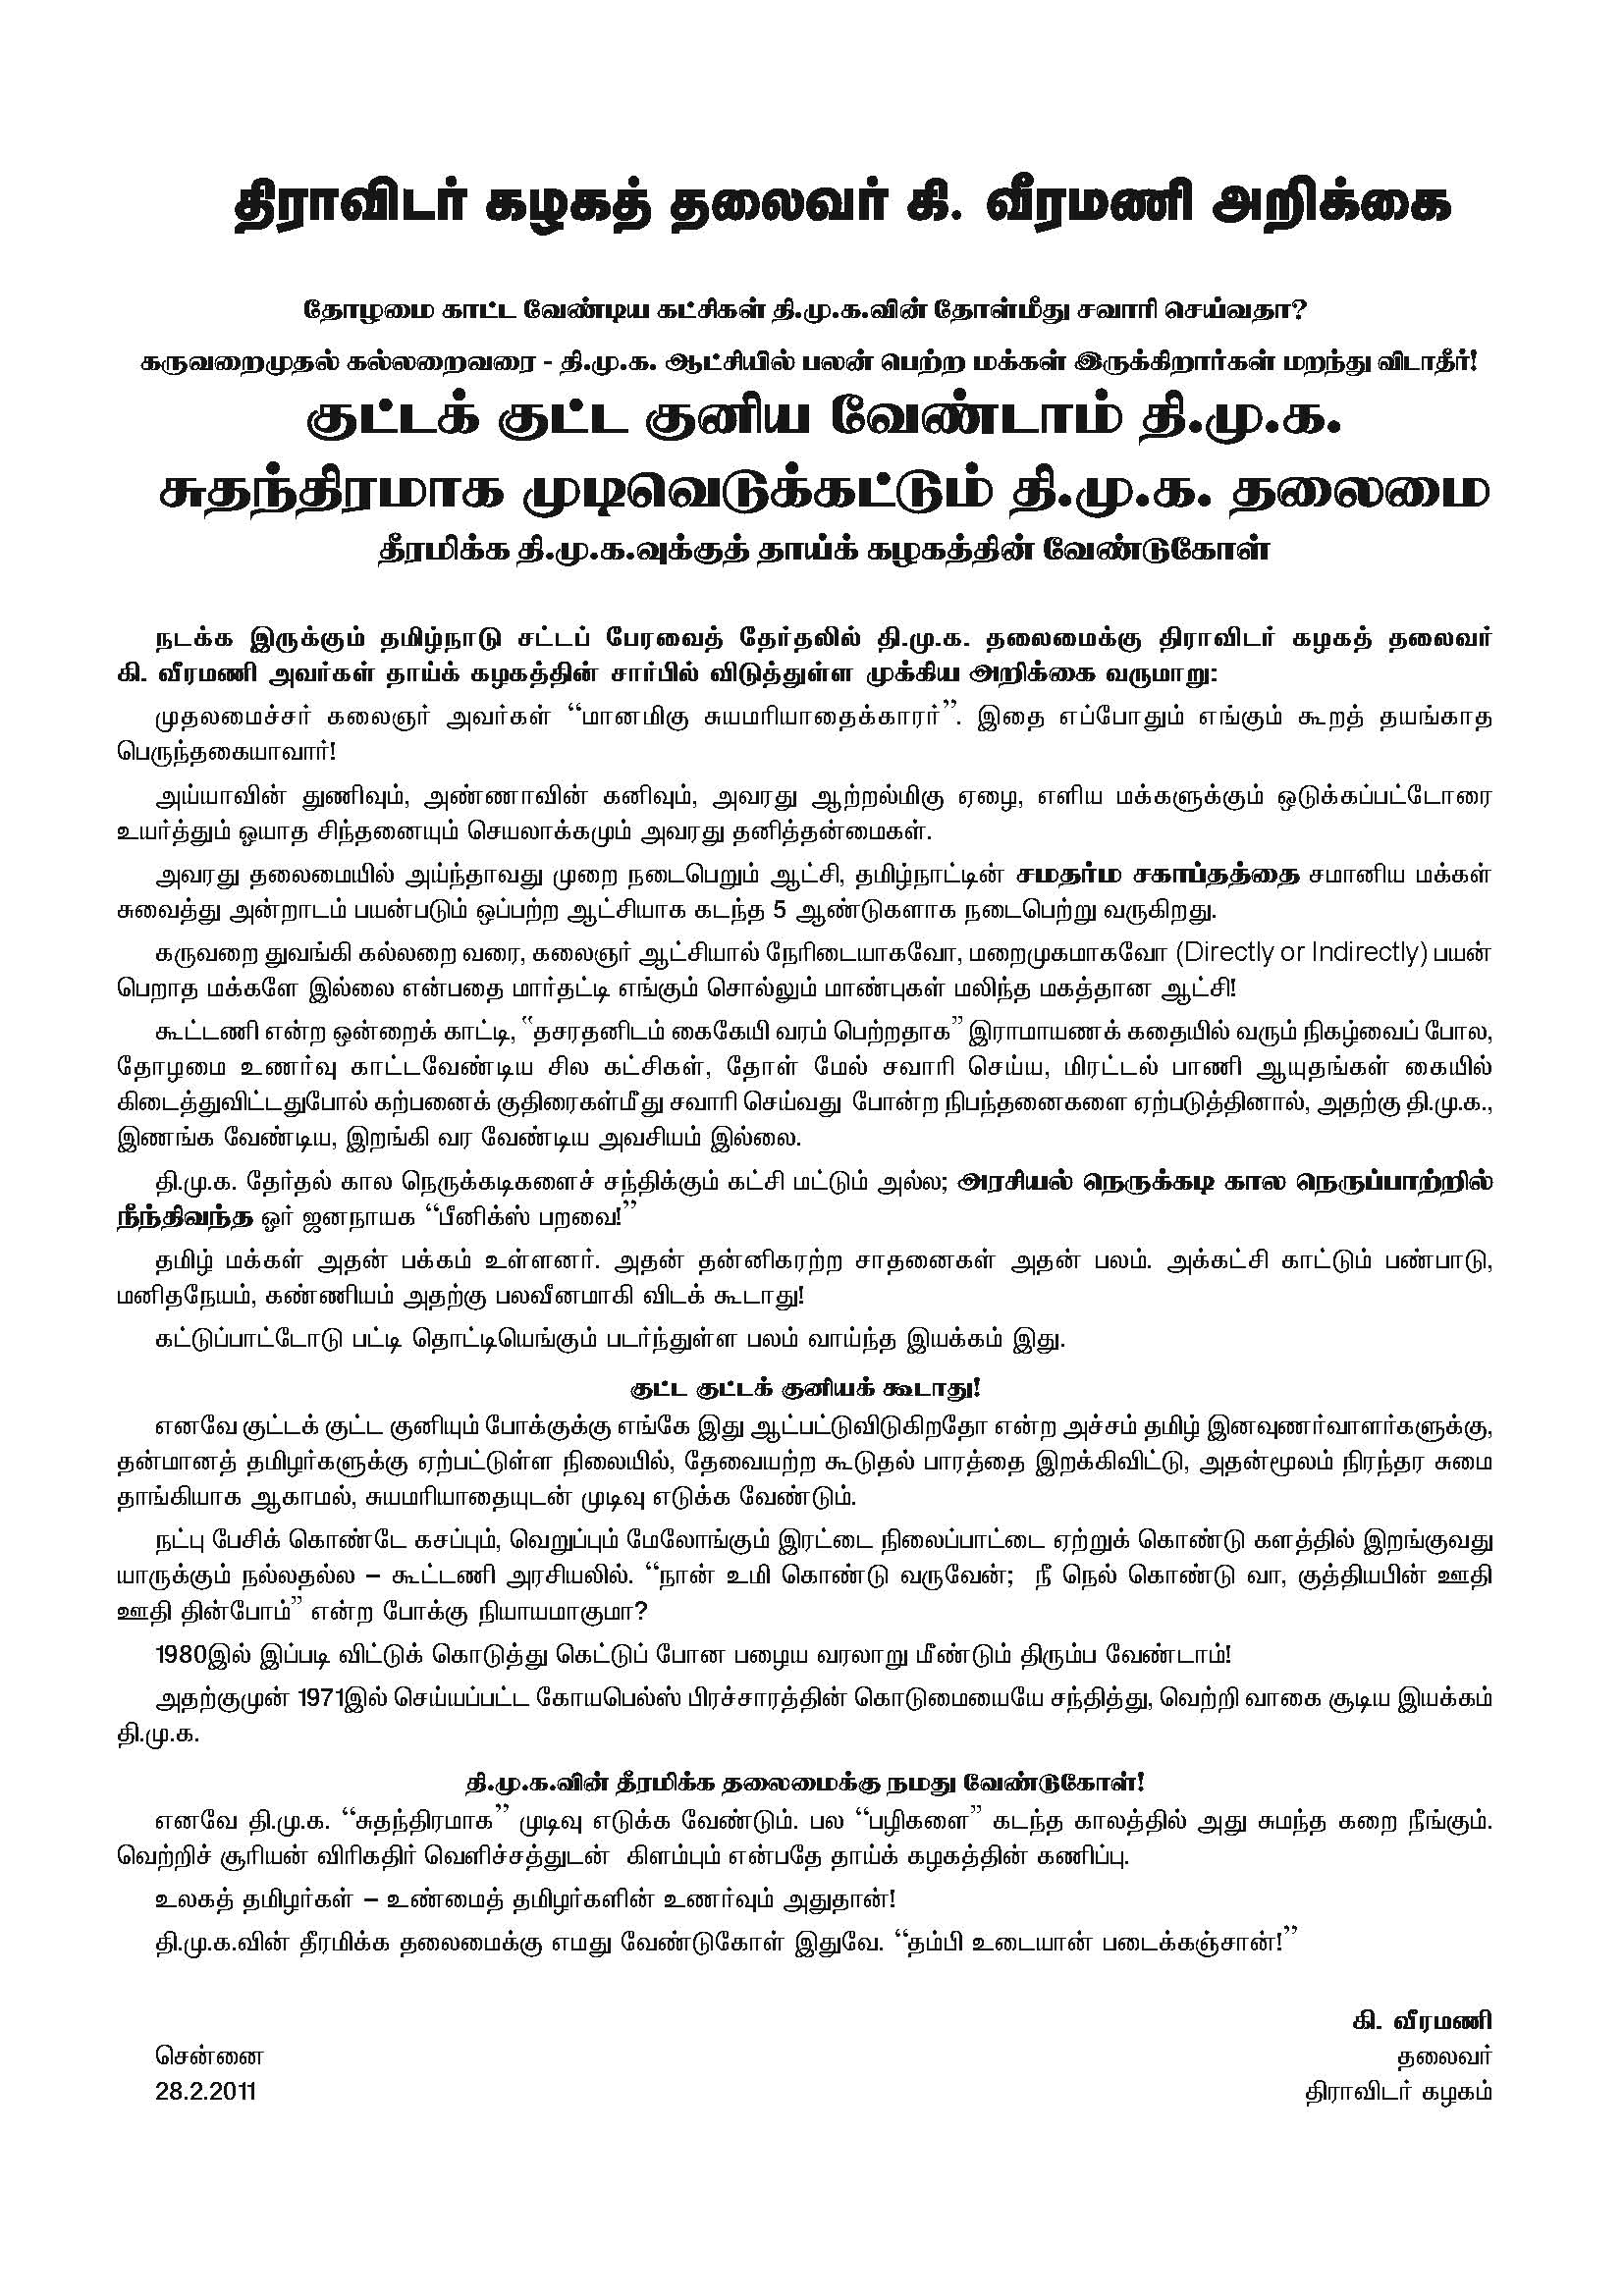 திராவிடர் கழகத் தலைவர் கி. வீரமணி அறிக்கை
தோழமை காட்ட வேண்டிய கட்சிகள் தி.மு.க.வின் தோள்மீது சவாரி செய்வதா?
கருவறைமுதல் கல்லறைவரை - தி.மு.க. ஆட்சியில் பலன் பெற்ற மக்கள் இருக்கிறார்கள் மறந்து விடாதீர்!
குட்டக் குட்ட குனிய வேண்டாம் தி.மு.க.
சுதந்திரமாக முடிவெடுக்கட்டும் தி.மு.க. தலைமை
தீரமிக்க தி.மு.க.வுக்குத் தாய்க் கழகத்தின் வேண்டுகோள்
நடக்க இருக்கும் தமிழ்நாடு சட்டப் பேரவைத் தேர்தலில் தி.மு.க. தலைமைக்கு திராவிடர் கழகத் தலைவர்
கி. வீரமணி அவர்கள் தாய்க் கழகத்தின் சார்பில் விடுத்துள்ள முக்கிய அறிக்கை வருமாறு:
முதலமைச்சர் கலைஞர் அவர்கள் “மானமிகு சுயமரியாதைக்காரர்”. இதை எப்போதும் எங்கும் கூறத் தயங்காத
பெருந்தகையாவார்!
அய்யாவின் துணிவும், அண்ணாவின் கனிவும், அவரது ஆற்றல்மிகு ஏழை, எளிய மக்களுக்கும் ஒடுக்கப்பட்டோரை
உயர்த்தும் ஓயாத சிந்தனையும் செயலாக்கமும் அவரது தனித்தன்மைகள்.
அவரது தலைமையில் அய்ந்தாவது முறை நடைபெறும் ஆட்சி, தமிழ்நாட்டின் சமதர்ம சகாப்தத்தை சமானிய மக்கள்
சுவைத்து அன்றாடம் பயன்படும் ஒப்பற்ற ஆட்சியாக கடந்த 5 ஆண்டுகளாக நடைபெற்று வருகிறது.
கருவறை துவங்கி கல்லறை வரை, கலைஞர் ஆட்சியால் நேரிடையாகவோ, மறைமுகமாகவோ (Directly or Indirectly) பயன்
பெறாத மக்களே இல்லை என்பதை மார்தட்டி எங்கும் சொல்லும் மாண்புகள் மலிந்த மகத்தான ஆட்சி!
கூட்டணி என்ற ஒன்றைக் காட்டி, “தசரதனிடம் கைகேயி வரம் பெற்றதாக” இராமாயணக் கதையில் வரும் நிகழ்வைப் போல,
தோழமை உணர்வு காட்டவேண்டிய சில கட்சிகள், தோள் மேல் சவாரி செய்ய, மிரட்டல் பாணி ஆயுதங்கள் கையில்
கிடைத்துவிட்டதுபோல் கற்பனைக் குதிரைகள்மீது சவாரி செய்வது போன்ற நிபந்தனைகளை ஏற்படுத்தினால், அதற்கு தி.மு.க.,
இணங்க வேண்டிய, இறங்கி வர வேண்டிய அவசியம் இல்லை.
தி.மு.க. தேர்தல் கால நெருக்கடிகளைச் சந்திக்கும் கட்சி மட்டும் அல்ல; அரசியல் நெருக்கடி கால நெருப்பாற்றில்
நீந்திவந்த ஓர் ஜனநாயக “பீனிக்ஸ் பறவை!”
தமிழ் மக்கள் அதன் பக்கம் உள்ளனர். அதன் தன்னிகரற்ற சாதனைகள் அதன் பலம். அக்கட்சி காட்டும் பண்பாடு,
மனிதநேயம், கண்ணியம் அதற்கு பலவீனமாகி விடக் கூடாது!
கட்டுப்பாட்டோடு பட்டி தொட்டியெங்கும் படர்ந்துள்ள பலம் வாய்ந்த இயக்கம் இது.
குட்ட குட்டக் குனியக் கூடாது!
எனவே குட்டக் குட்ட குனியும் போக்குக்கு எங்கே இது ஆட்பட்டுவிடுகிறதோ என்ற அச்சம் தமிழ் இனவுணர்வாளர்களுக்கு,
தன்மானத் தமிழர்களுக்கு ஏற்பட்டுள்ள நிலையில், தேவையற்ற கூடுதல் பாரத்தை இறக்கிவிட்டு, அதன்மூலம் நிரந்தர சுமை
தாங்கியாக ஆகாமல், சுயமரியாதையுடன் முடிவு எடுக்க வேண்டும்.
நட்பு பேசிக் கொண்டே கசப்பும், வெறுப்பும் மேலோங்கும் இரட்டை நிலைப்பாட்டை ஏற்றுக் கொண்டு களத்தில் இறங்குவது
யாருக்கும் நல்லதல்ல – கூட்டணி அரசியலில். “நான் உமி கொண்டு வருவேன்; நீ நெல் கொண்டு வா, குத்தியபின் ஊதி
ஊதி தின்போம்” என்ற போக்கு நியாயமாகுமா?
1980இல் இப்படி விட்டுக் கொடுத்து கெட்டுப் போன பழைய வரலாறு மீண்டும் திரும்ப வேண்டாம்!
அதற்குமுன் 1971இல் செய்யப்பட்ட கோயபெல்ஸ் பிரச்சாரத்தின் கொடுமையையே சந்தித்து, வெற்றி வாகை சூடிய இயக்கம்
தி.மு.க.
தி.மு.க.வின் தீரமிக்க தலைமைக்கு நமது வேண்டுகோள்!
எனவே தி.மு.க. “சுதந்திரமாக” முடிவு எடுக்க வேண்டும். பல “பழிகளை” கடந்த காலத்தில் அது சுமந்த கறை நீங்கும்.
வெற்றிச் சூரியன் விரிகதிர் வெளிச்சத்துடன் கிளம்பும் என்பதே தாய்க் கழகத்தின் கணிப்பு.
உலகத் தமிழர்கள் – உண்மைத் தமிழர்களின் உணர்வும் அதுதான்!
தி.மு.க.வின் தீரமிக்க தலைமைக்கு எமது வேண்டுகோள் இதுவே. “தம்பி உடையான் படைக்கஞ்சான்!”
கி. வீரமணி
சென்னை தலைவர்
28.2.2011 திராவிடர் கழகம்